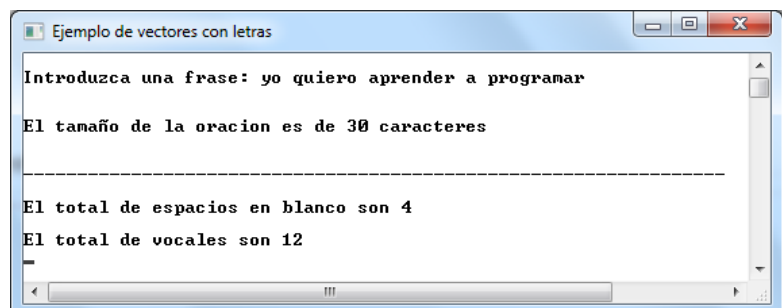 Ejemplo de vectores con letras
Introduzca una frase: yo quiero aprender a programar
El tamaño de la oracion es de 30 caracteres
----------------------------------------------------------------
El total de espacios en blanco son 4
El total de vocales son 12